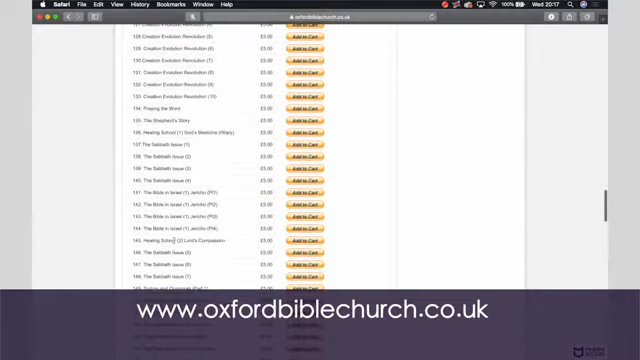 Safari File Edit View History Bookmarks Window Help 100% Wed 20:17
oxfordbiblechurch.co.uk
Creation Evolution Revolution £5.00
128. Creation Evolution Revolution (5) £5.00 Add to Cart
129. Creation Evolution Revolution (6) £5.00 Add to Cart
130. Creation Evolution Revolution (7) £5.00 Add to Cart
131. Creation Evolution Revolution (8) £5.00 Add to Cart
132. Creation Evolution Revolution (9) £5.00 Add to Cart
133. Creation Evolution Revolution (10) £5.00 Add to Cart
134. Praying the Word £5.00 Add to Cart
135. The Shepherd's Story £5.00 Add to Cart
136. Healing School (1) God's Medicine (Hilary) £5.00 Add to Cart
137. The Sabbath Issue (1) £5.00 Add to Cart
138. The Sabbath Issue (2) £5.00 Add to Cart
139. The Sabbath Issue (3) £5.00 Add to Cart
140. The Sabbath Issue (4) £5.00 Add to Cart
141. The Bible in Israel (1) Jericho (Pt1) £5.00 Add to Cart
142. The Bible in Israel (1) Jericho (Pt2) £5.00 Add to Cart
143. The Bible in Israel (1) Jericho (Pt3) £5.00 Add to Cart
144. The Bible in Israel (1) Jericho (Pt4) £5.00 Add to Cart
145. Healing School (2) Lord's Compassion £5.00 Add to Cart
146. The Sabbath Issue (5) £5.00 Add to Cart
147. The Sabbath Issue (6) £5.00 Add to Cart
148. The Sabbath Issue (7) £5.00 Add to Cart
£5.00 Add to Cart
www.oxfordbiblechurch.co.uk